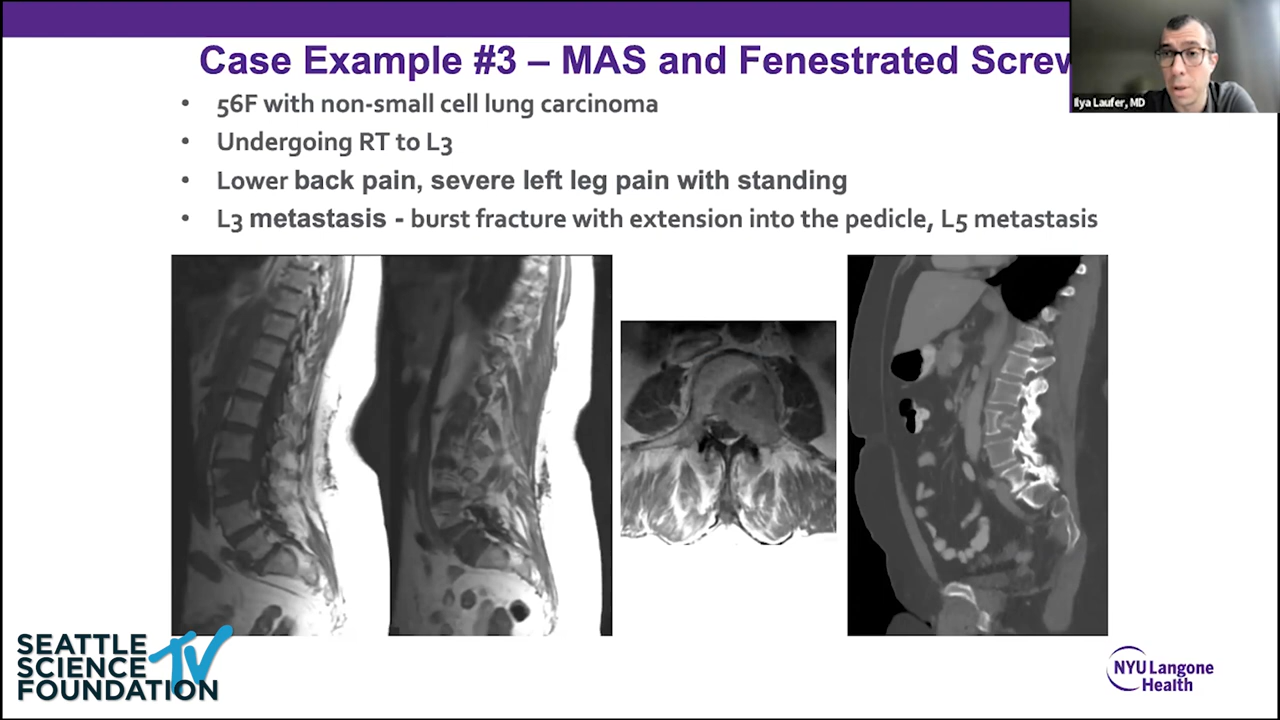 Case Example #3 – MAS and Fenestrated Screw
Ilya Laufer, MD
• 56F with non-small cell lung carcinoma
• Undergoing RT to L3
• Lower back pain, severe left leg pain with standing
• L3 metastasis - burst fracture with extension into the pedicle, L5 metastasis
SEATTLE
SCIENCE
FOUNDATION
TV
NYU Langone
Health